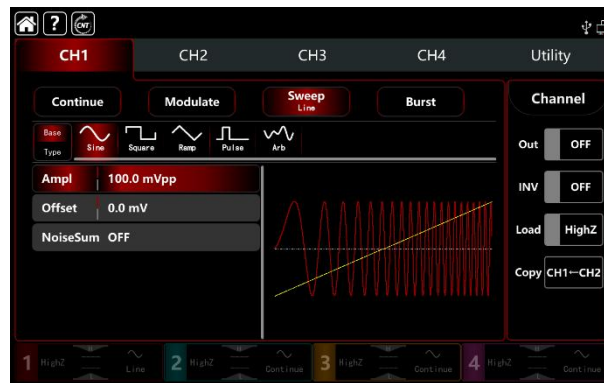 ? CNT
CH1 CH2 CH3 CH4 Utility
Continue Modulate Sweep Burst Channel
Line
Base
Type Sine Square Ramp Pulse Arb
Out OFF
Ampl 100.0 mVpp
INV OFF
Offset 0.0 mV
Load HighZ
NoiseSum OFF
Copy CH1←CH2
1 HighZ Line 2 HighZ Continue 3 HighZ Continue 4 HighZ Continue